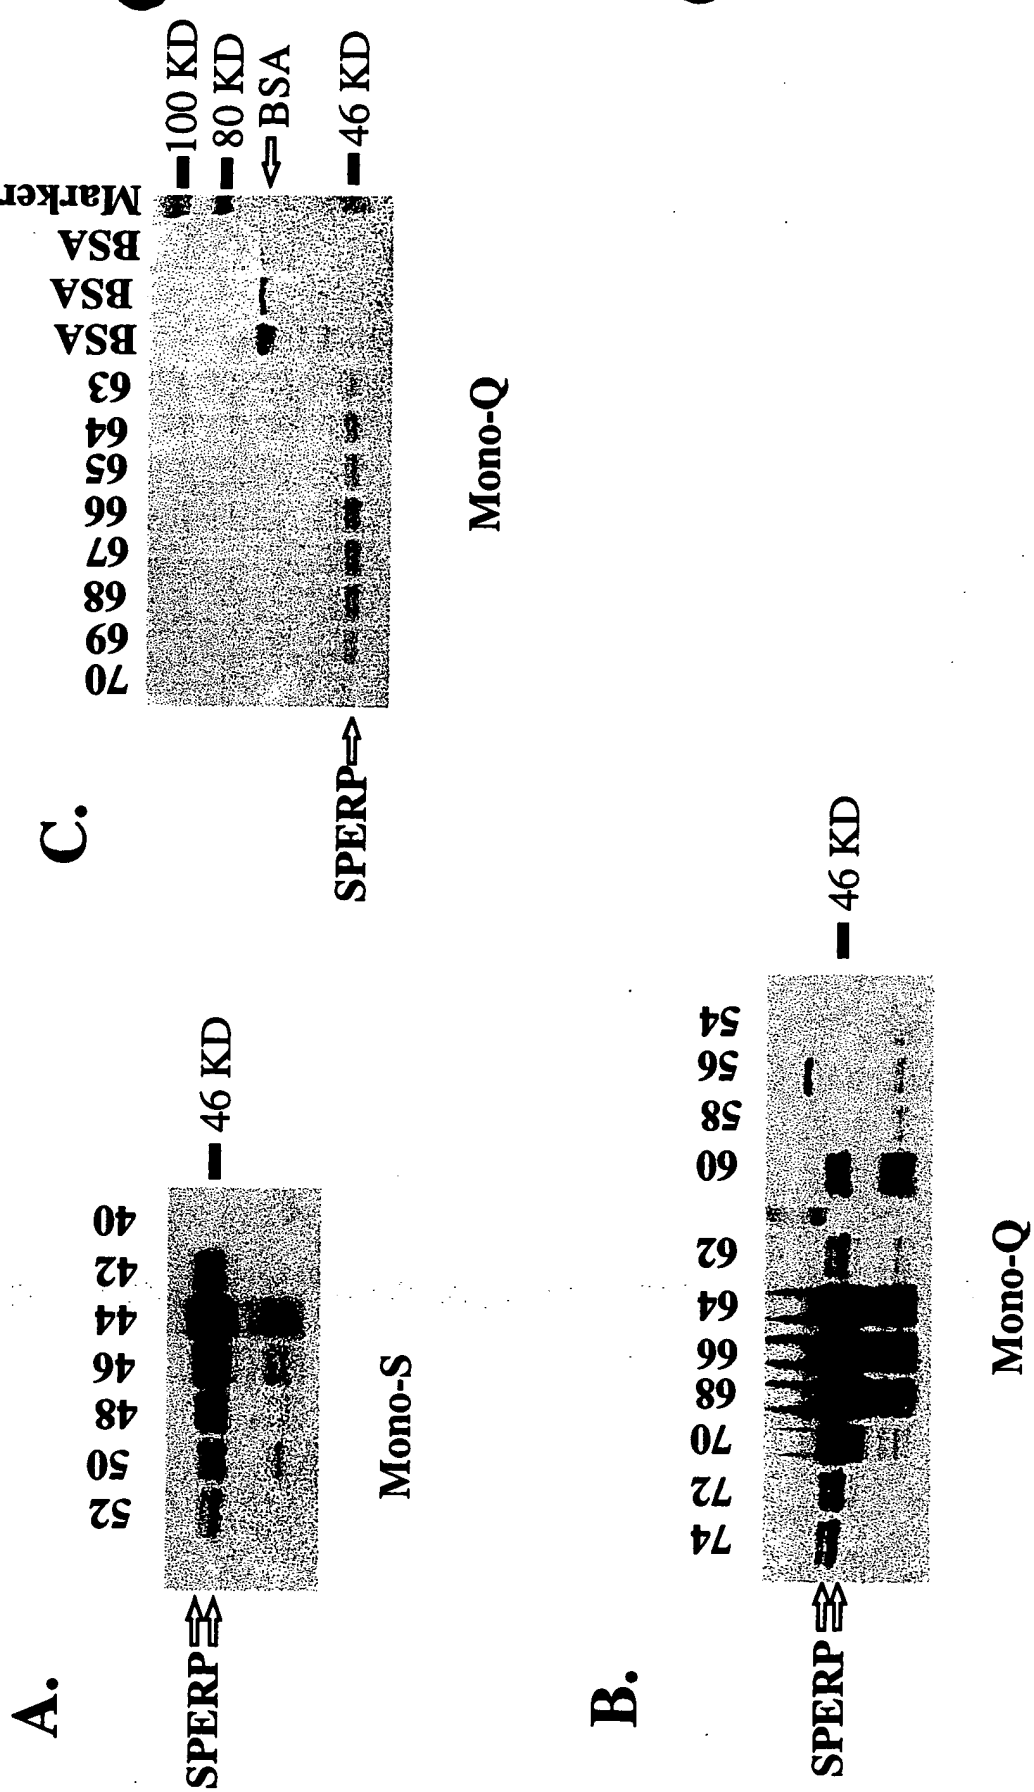 A.
52 50 48 46 44 42 40
SPERP
46 KD
Mono-S
B.
74 72 70 68 66 64 62 60 58 56 54
SPERP
46 KD
Mono-Q
C.
70 69 68 67 66 65 64 63 BSA BSA BSA Marker
100 KD
80 KD
BSA
SPERP
46 KD
Mono-Q